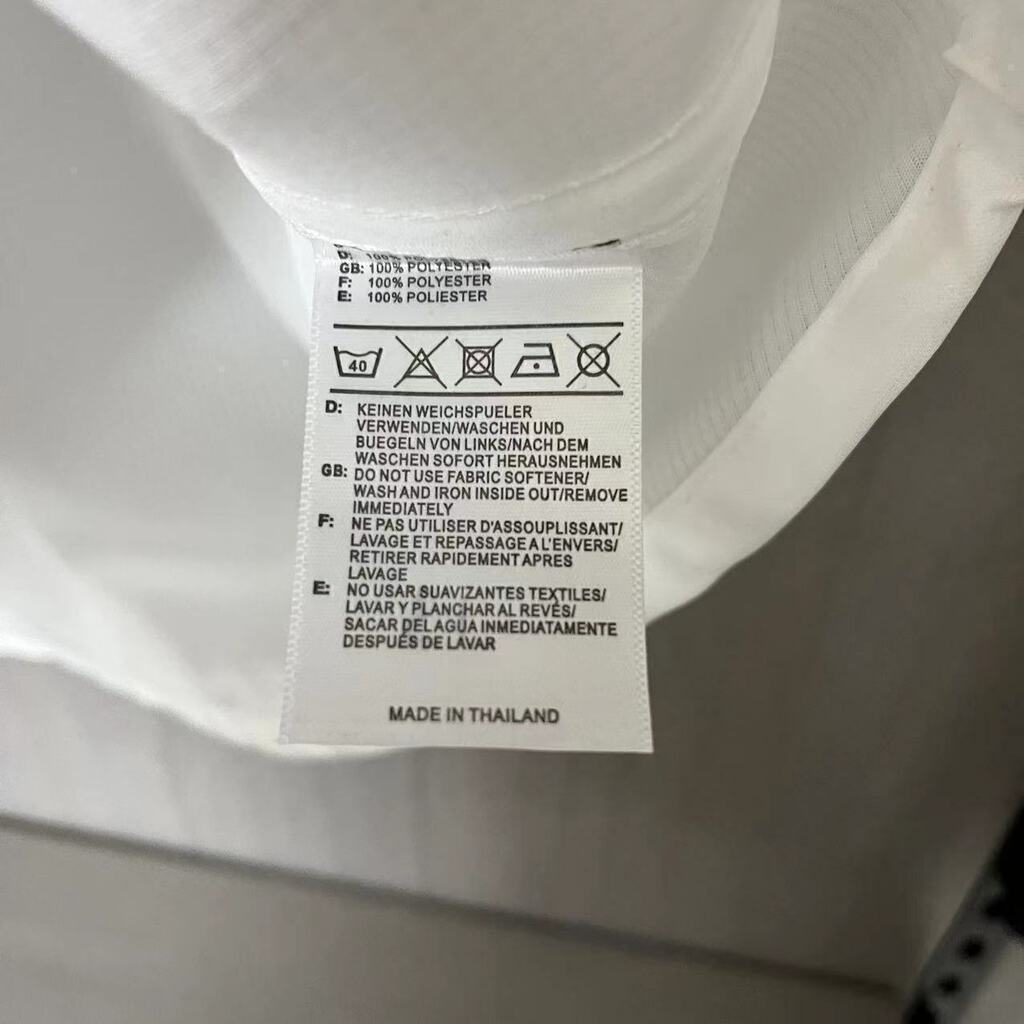 D: 100%
GB: 100% POLYESTER
F: 100% POLYESTER
E: 100% POLIESTER
40
D: KEINEN WEICHSPUELER
VERWENDEN/WASCHEN UND
BUEGELN VON LINKS/NACH DEM
WASCHEN SOFORT HERAUSNEHMEN
GB: DO NOT USE FABRIC SOFTENER/
WASH AND IRON INSIDE OUT/REMOVE
IMMEDIATELY
F: NE PAS UTILISER D'ASSOUPLISSANT/
LAVAGE ET REPASSAGE A L'ENVERS/
RETIRER RAPIDEMENT APRES
LAVAGE
E: NO USAR SUAVIZANTES TEXTILES/
LAVAR Y PLANCHAR AL REVÉS/
SACAR DEL AGUA INMEDIATAMENTE
DESPUÉS DE LAVAR
MADE IN THAILAND